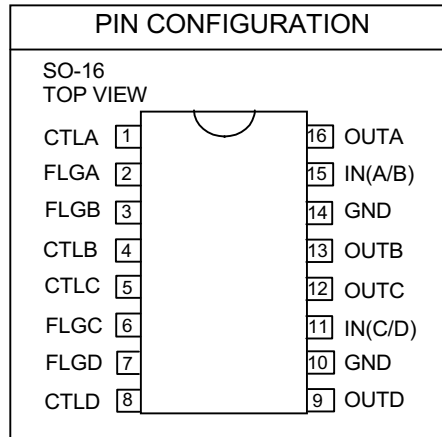 PIN CONFIGURATION
SO-16
TOP VIEW
CTLA 1 16 OUTA
FLGA 2 15 IN(A/B)
FLGB 3 14 GND
CTLB 4 13 OUTB
CTLC 5 12 OUTC
FLGC 6 11 IN(C/D)
FLGD 7 10 GND
CTLD 8 9 OUTD